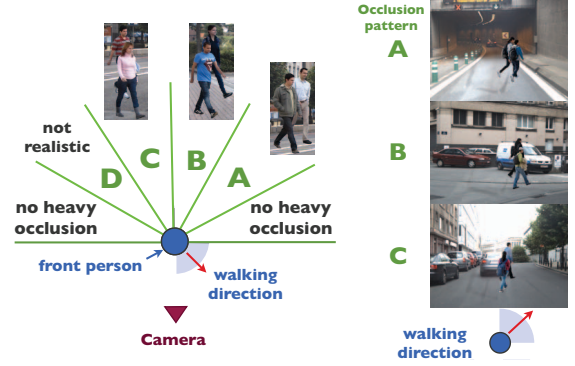 Occlusion
pattern
A
not
realistic
D
C
B
A
no heavy
occlusion
no heavy
occlusion
front person
walking
direction
Camera
B
C
walking
direction